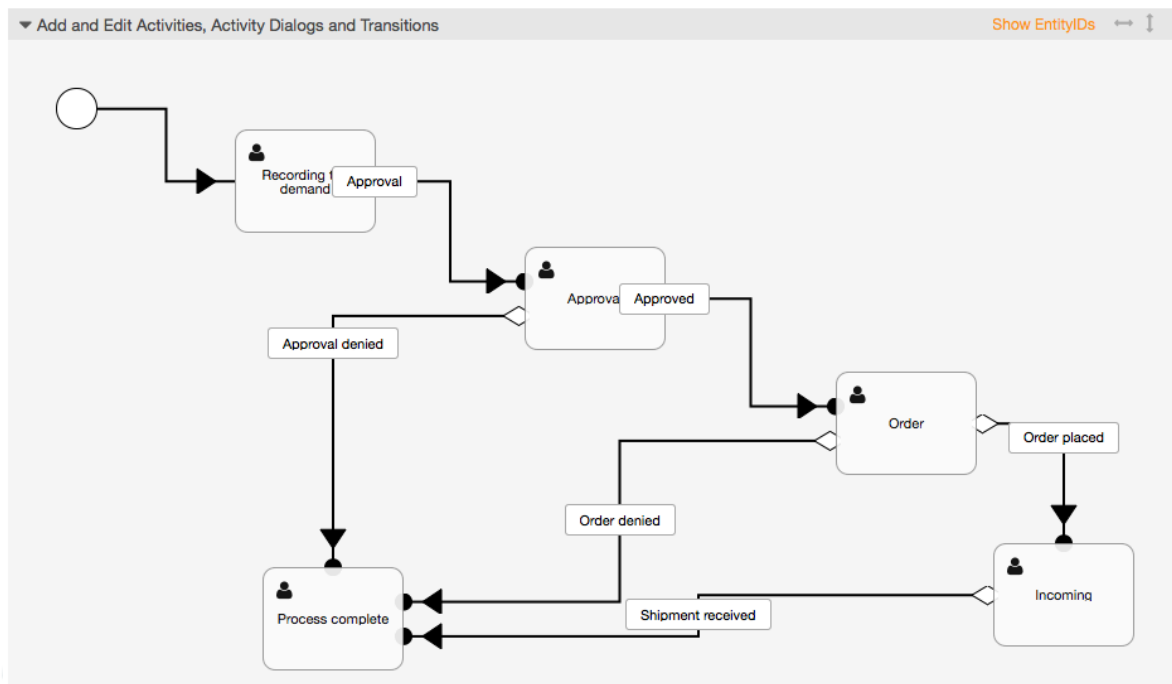 Add and Edit Activities, Activity Dialogs and Transitions
Show EntityIDs
Recording
demand
Approval
Approved
Approval denied
Order
Order placed
Order denied
Incoming
Shipment received
Process complete